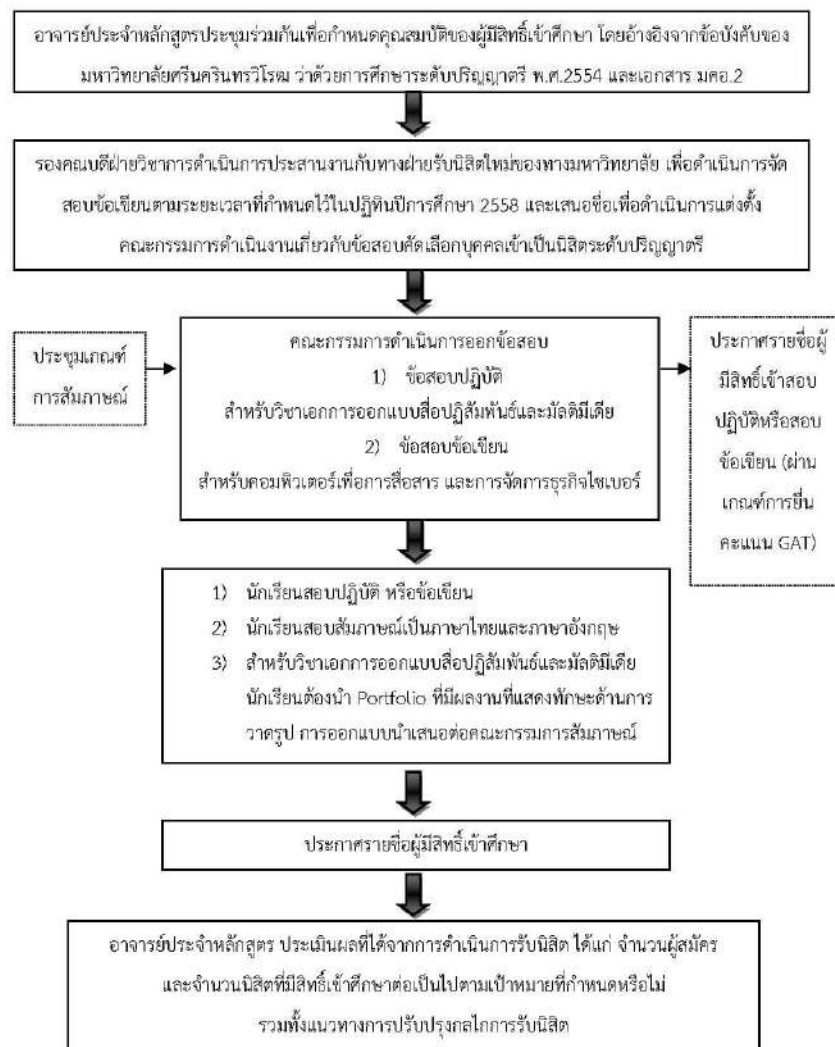 อาจารย์ประจำหลักสูตรประชุมร่วมกันเพื่อกำหนดคุณสมบัติของผู้มีสิทธิ์เข้าศึกษา โดยอ้างอิงจากข้อบังคับของ
มหาวิทยาลัยศรีนครินทรวิโรฒ ว่าด้วยการศึกษาระดับปริญญาตรี พ.ศ.2554 และเอกสาร มคอ.2
รองคณบดีฝ่ายวิชาการดำเนินการประสานงานกับทางฝ่ายรับนิสิตใหม่ของทางมหาวิทยาลัย เพื่อดำเนินการจัด
สอบข้อเขียนตามระยะเวลาที่กำหนดไว้ในปฏิทินปีการศึกษา 2558 และเสนอชื่อเพื่อดำเนินการแต่งตั้ง
คณะกรรมการดำเนินงานเกี่ยวกับข้อสอบคัดเลือกบุคคลเข้าเป็นนิสิตระดับปริญญาตรี
ประชุมเกณฑ์
การสัมภาษณ์
คณะกรรมการดำเนินการออกข้อสอบ
1) ข้อสอบปฏิบัติ
สำหรับวิชาเอกการออกแบบสื่อปฏิสัมพันธ์และมัลติมีเดีย
2) ข้อสอบข้อเขียน
สำหรับคอมพิวเตอร์เพื่อการสื่อสาร และการจัดการธุรกิจไซเบอร์
ประกาศรายชื่อผู้
มีสิทธิ์เข้าสอบ
ปฏิบัติหรือสอบ
ข้อเขียน (ผ่าน
เกณฑ์การยื่น
คะแนน GAT)
1) นักเรียนสอบปฏิบัติ หรือข้อเขียน
2) นักเรียนสอบสัมภาษณ์เป็นภาษาไทยและภาษาอังกฤษ
3) สำหรับวิชาเอกการออกแบบสื่อปฏิสัมพันธ์และมัลติมีเดีย
นักเรียนต้องนำ Portfolio ที่มีผลงานที่แสดงทักษะด้านการ
วาดรูป การออกแบบนำเสนอต่อคณะกรรมการสัมภาษณ์
ประกาศรายชื่อผู้มีสิทธิ์เข้าศึกษา
อาจารย์ประจำหลักสูตร ประเมินผลที่ได้จากการดำเนินการรับนิสิต ได้แก่ จำนวนผู้สมัคร
และจำนวนนิสิตที่มีสิทธิ์เข้าศึกษาต่อเป็นไปตามเป้าหมายที่กำหนดหรือไม่
รวมทั้งแนวทางการปรับปรุงกลไกการรับนิสิต